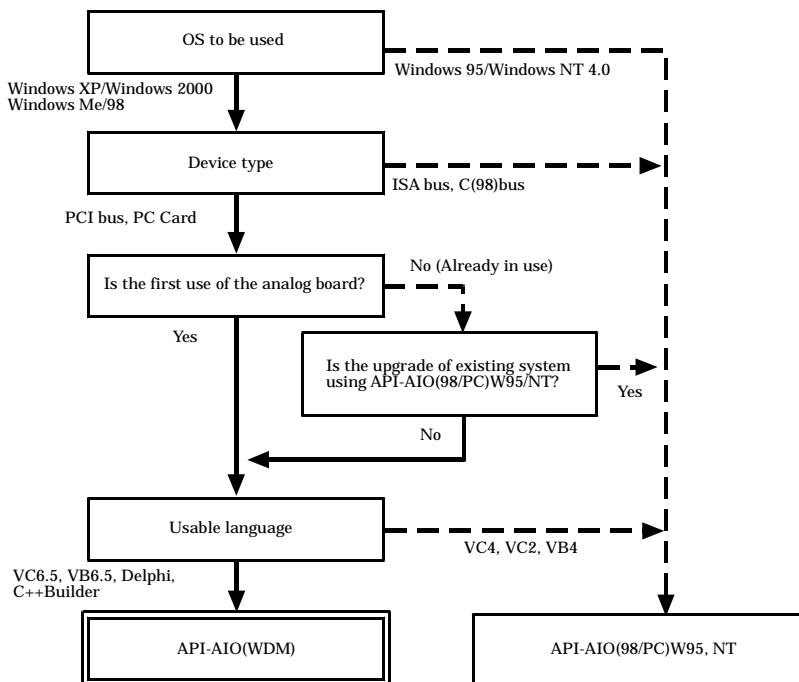 OS to be used
Windows 95/Windows NT 4.0
Windows XP/Windows 2000
Windows Me/98
Device type
ISA bus, C(98)bus
PCI bus, PC Card
No (Already in use)
Is the first use of the analog board?
Yes
Is the upgrade of existing system
using API-AIO(98/PC)W95/NT?
Yes
No
Usable language
VC4, VC2, VB4
VC6.5, VB6.5, Delphi,
C++Builder
API-AIO(WDM)
API-AIO(98/PC)W95, NT